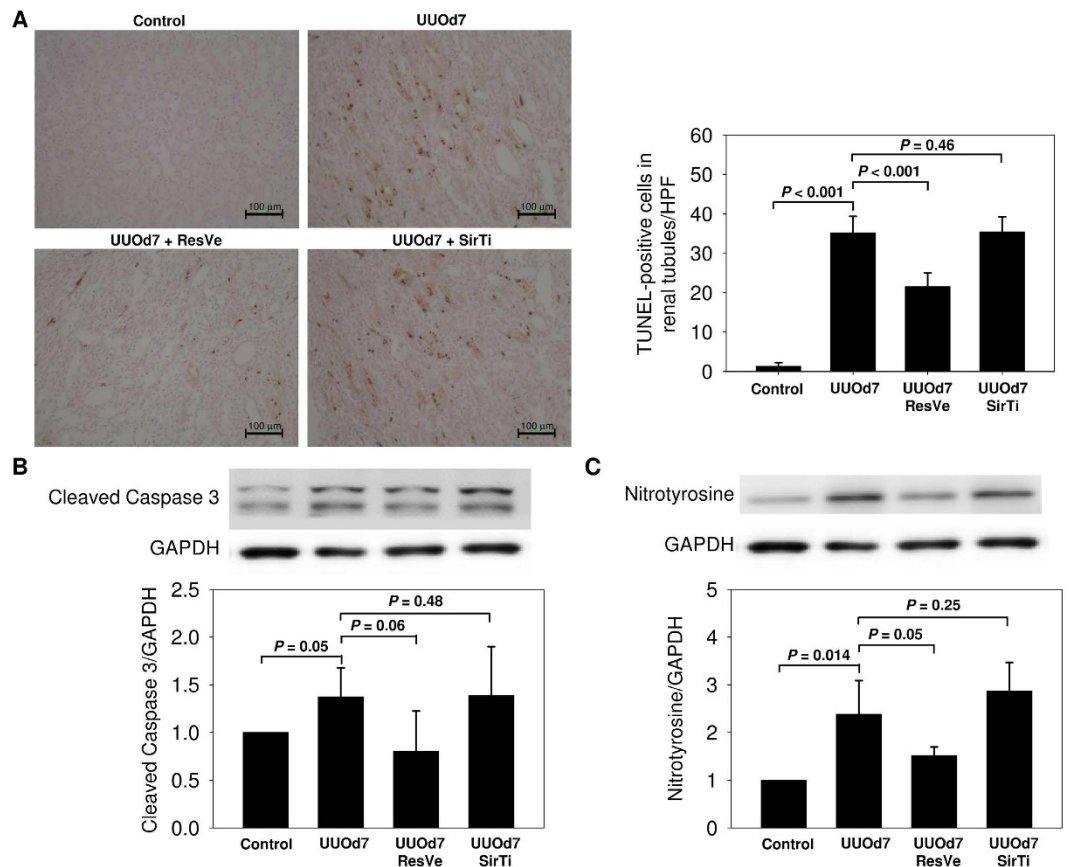 A
Control
UUOd7
100 µm
100 µm
UUOd7 + ResVe
UUOd7 + SirTi
100 µm
100 µm
TUNEL-positive cells in
renal tubules/HPF
60
50
40
30
20
10
0
P = 0.46
P < 0.001
P < 0.001
Control
UUOd7
UUOd7
ResVe
UUOd7
SirTi
B
Cleaved Caspase 3
GAPDH
Cleaved Caspase 3/GAPDH
2.5
2.0
1.5
1.0
0.5
0.0
P = 0.48
P = 0.06
P = 0.05
Control
UUOd7
UUOd7
ResVe
UUOd7
SirTi
C
Nitrotyrosine
GAPDH
Nitrotyrosine/GAPDH
5
4
3
2
1
0
P = 0.25
P = 0.05
P = 0.014
Control
UUOd7
UUOd7
ResVe
UUOd7
SirTi